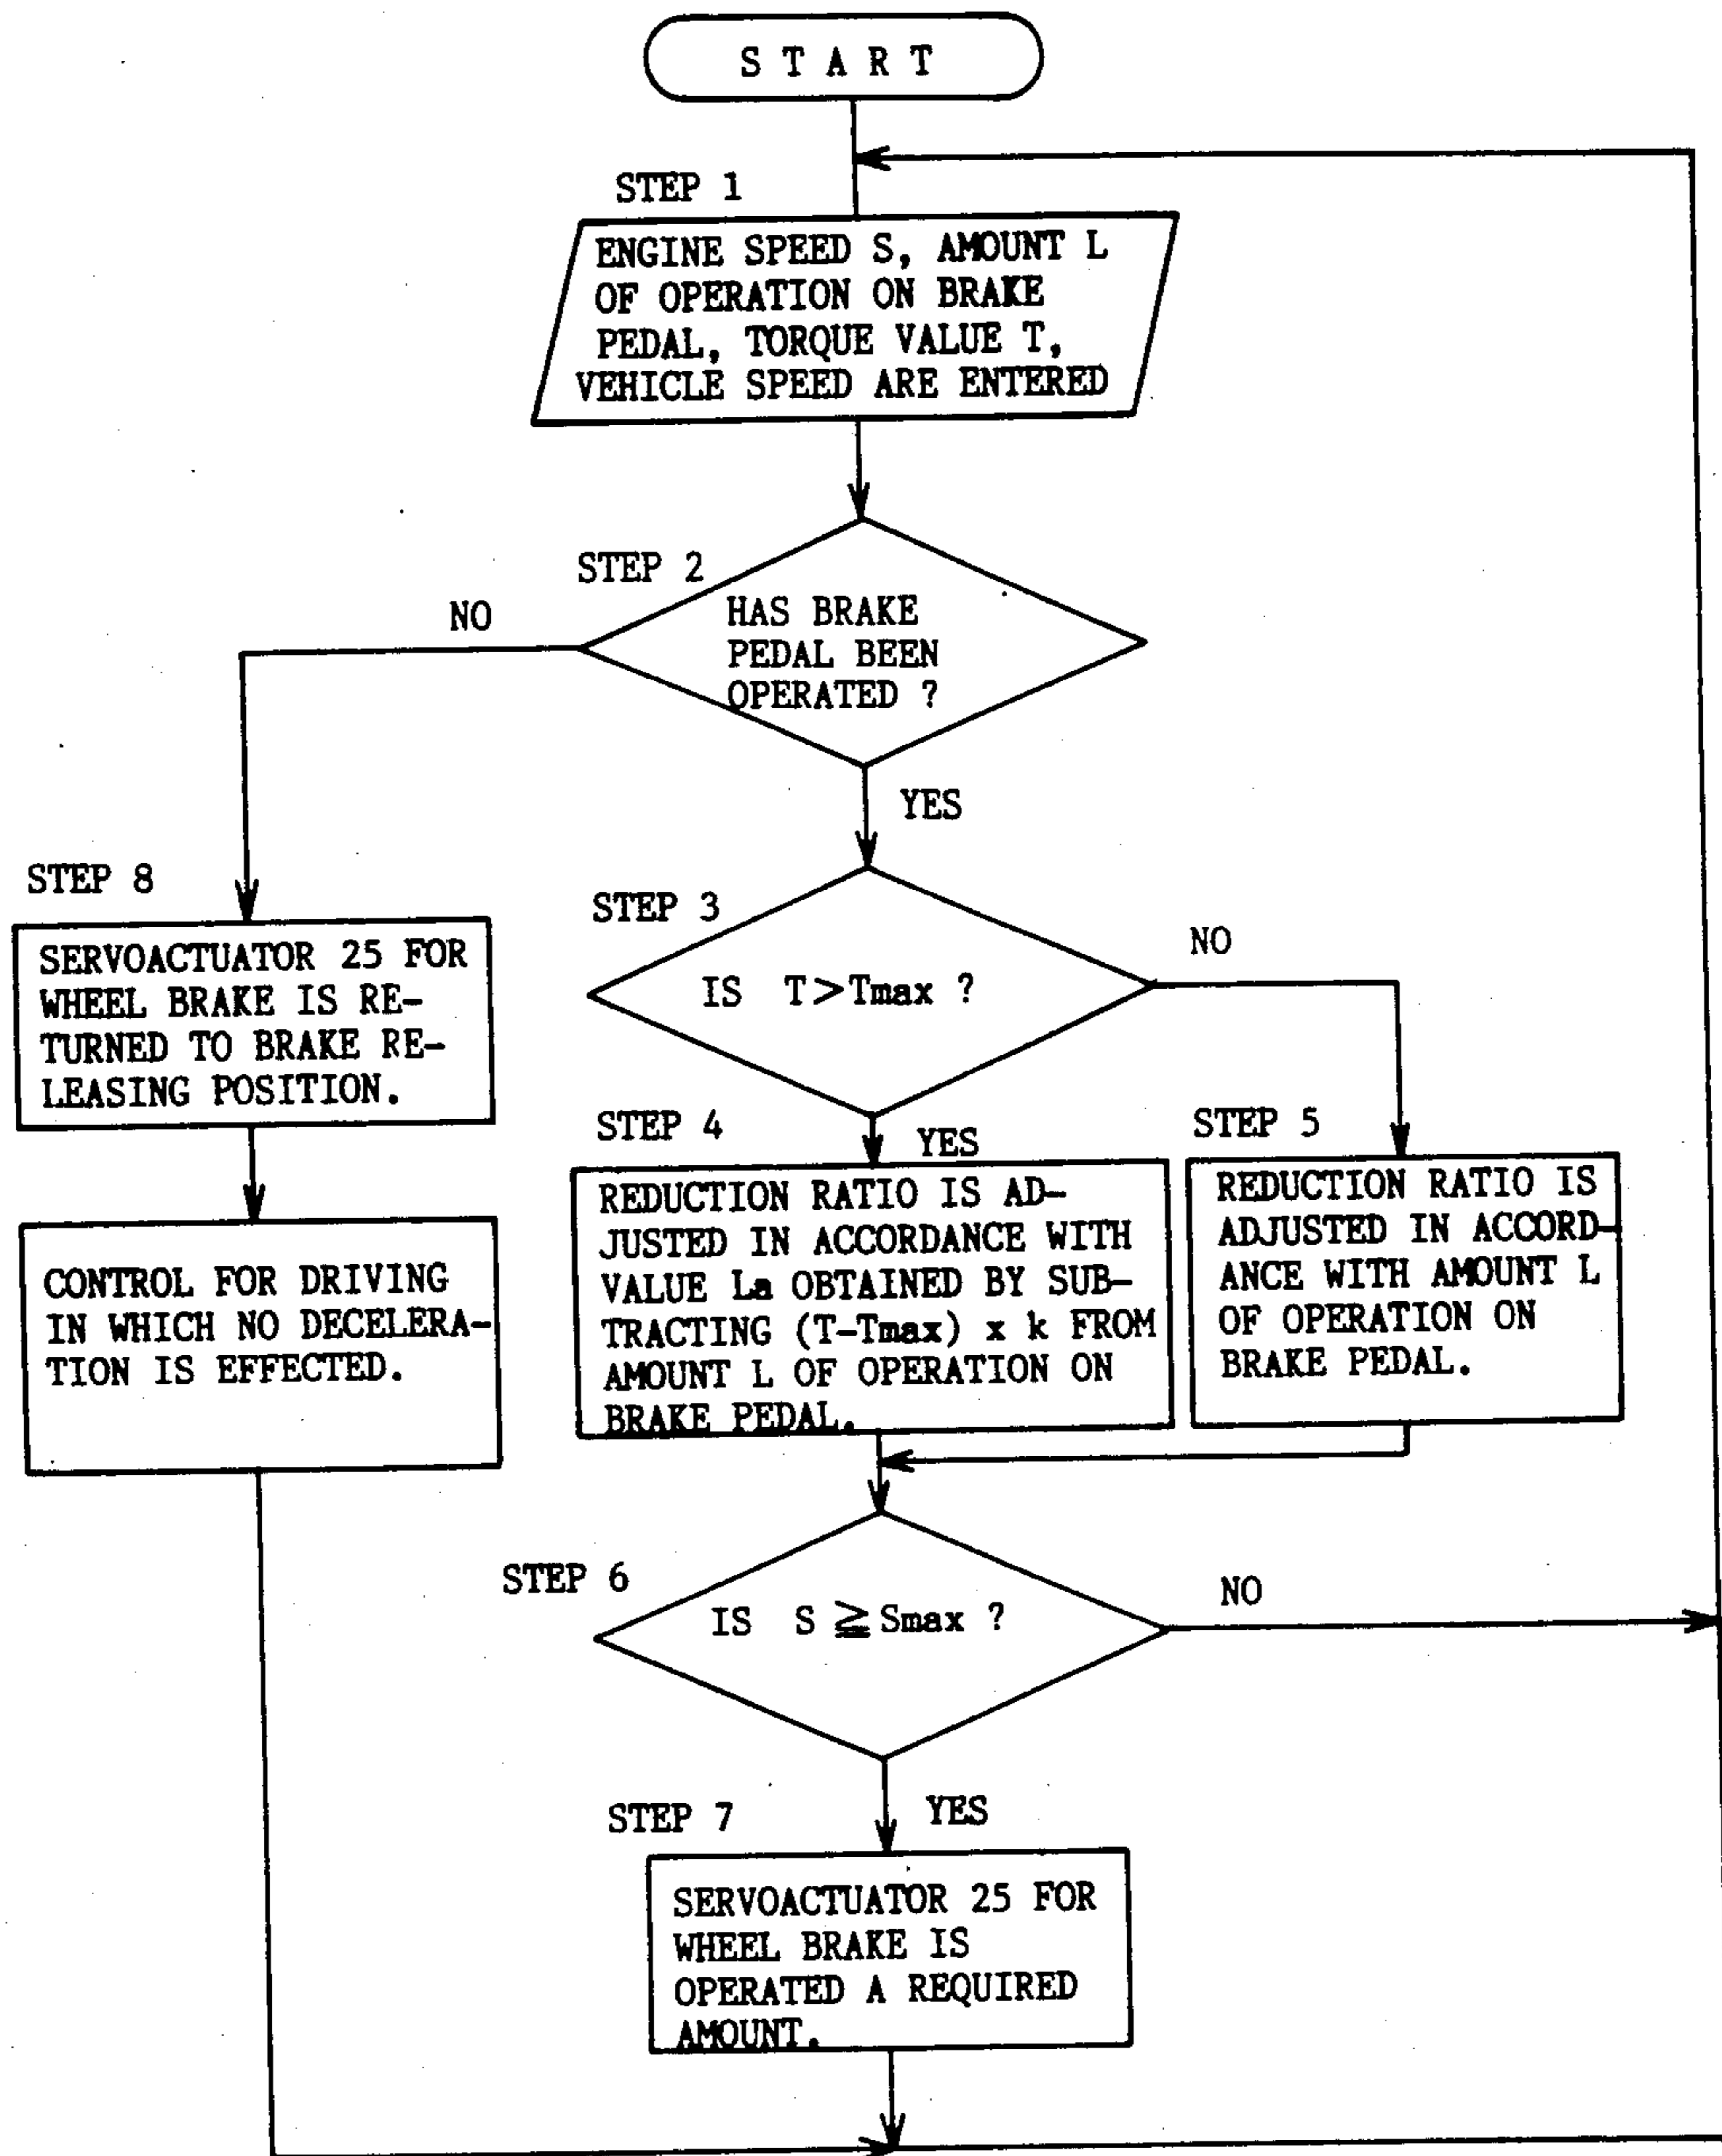 START
STEP 1
ENGINE SPEED S, AMOUNT L
OF OPERATION ON BRAKE
PEDAL, TORQUE VALUE T,
VEHICLE SPEED ARE ENTERED
STEP 2
HAS BRAKE
PEDAL BEEN
OPERATED ?
NO
YES
STEP 8
SERVOACTUATOR 25 FOR
WHEEL BRAKE IS RE-
TURNED TO BRAKE RE-
LEASING POSITION.
CONTROL FOR DRIVING
IN WHICH NO DECELERA-
TION IS EFFECTED.
STEP 3
IS T>Tmax ?
NO
YES
STEP 4
REDUCTION RATIO IS AD-
JUSTED IN ACCORDANCE WITH
VALUE La OBTAINED BY SUB-
TRACTING (T-Tmax) x k FROM
AMOUNT L OF OPERATION ON
BRAKE PEDAL.
STEP 5
REDUCTION RATIO IS
ADJUSTED IN ACCORD-
ANCE WITH AMOUNT L
OF OPERATION ON
BRAKE PEDAL.
STEP 6
IS S ≧ Smax ?
NO
YES
STEP 7
SERVOACTUATOR 25 FOR
WHEEL BRAKE IS
OPERATED A REQUIRED
AMOUNT.